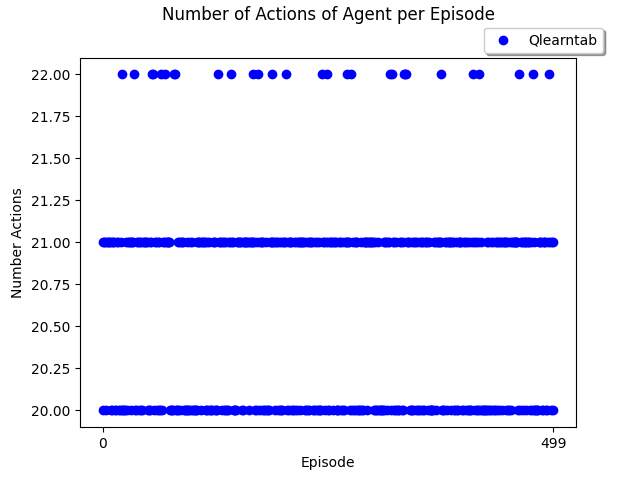 Number of Actions of Agent per Episode
Qlearntab
22.00
21.75
21.50
21.25
21.00
20.75
20.50
20.25
20.00
Number Actions
0 499
Episode